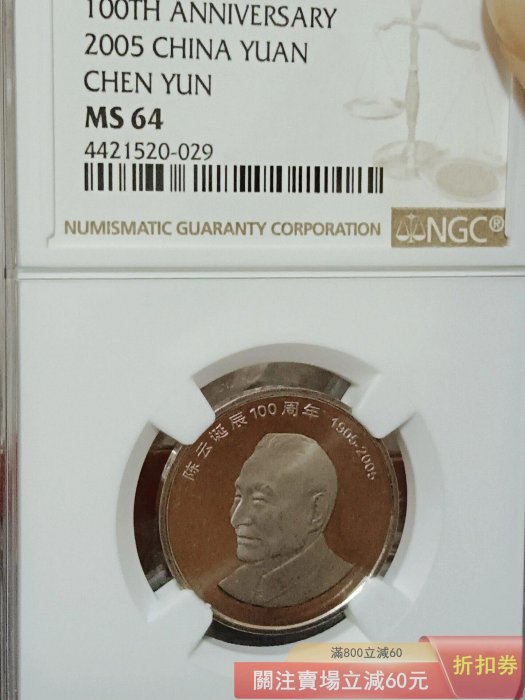 100TH ANNIVERSARY
2005 CHINA YUAN
CHEN YUN
MS 64
4421520-029
NUMISMATIC GUARANTY CORPORATION NGC®
陈云诞辰100周年 1905-2005
滿800立減60
關注賣場立減60元
折扣券